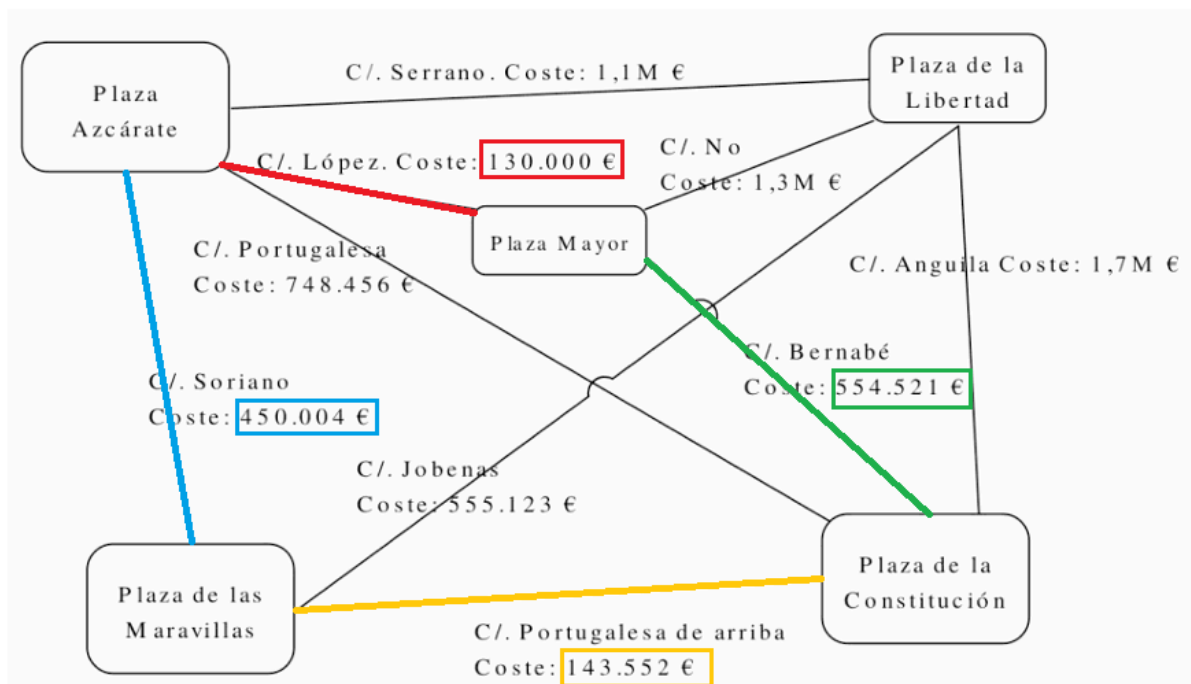 C/. Serrano. Coste: 1,1M €
Plaza
Azcárate
Plaza de la
Libertad
C/. López. Coste: 130.000 €
C/. No
Coste: 1,3M €
Plaza Mayor
C/. Portugalesa
Coste: 748.456 €
C/. Anguila Coste: 1,7M €
C/. Bernabé
Coste: 554.521 €
C/. Soriano
Coste: 450.004 €
C/. Jobenas
Coste: 555.123 €
Plaza de las
Maravillas
Plaza de la
Constitución
C/. Portugalesa de arriba
Coste: 143.552 €